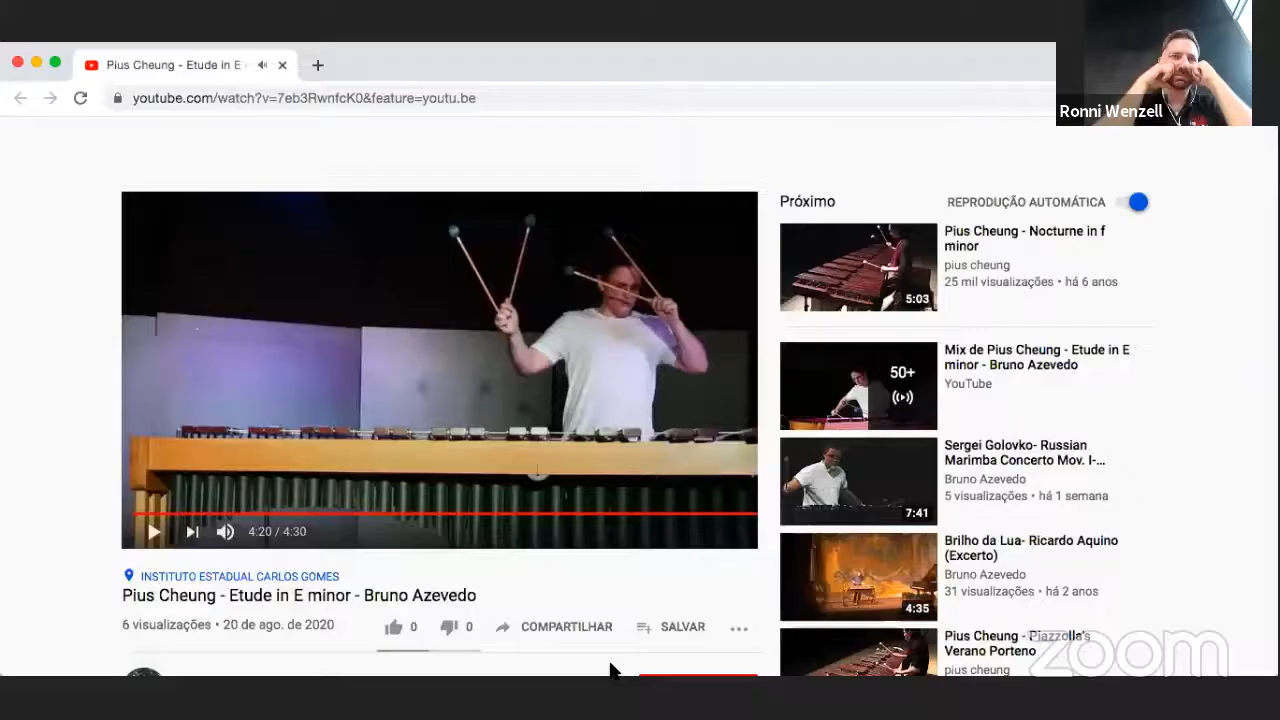 Pius Cheung - Etude in E
youtube.com/watch?v=7eb3RwnfcK0&feature=youtu.be
Ronni Wenzell
4:20 / 4:30
INSTITUTO ESTADUAL CARLOS GOMES
Pius Cheung - Etude in E minor - Bruno Azevedo
6 visualizações • 20 de ago. de 2020
0
0
COMPARTILHAR
SALVAR
Próximo
REPRODUÇÃO AUTOMÁTICA
5:03
Pius Cheung - Nocturne in f
minor
pius cheung
25 mil visualizações • há 6 anos
50+
Mix de Pius Cheung - Etude in E
minor - Bruno Azevedo
YouTube
7:41
Sergei Golovko- Russian
Marimba Concerto Mov. I-...
Bruno Azevedo
5 visualizações • há 1 semana
4:35
Brilho da Lua- Ricardo Aquino
(Excerto)
Bruno Azevedo
31 visualizações • há 2 anos
Pius Cheung - Piazzolla's
Verano Porteno
pius cheung
zoom